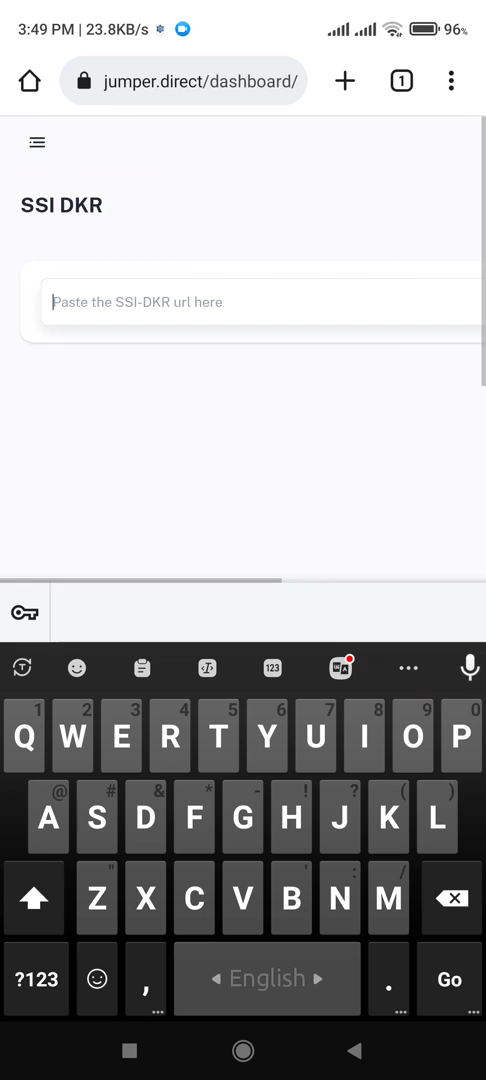 3:49 PM | 23.8KB/s
96%
jumper.direct/dashboard/
1
SSI DKR
Paste the SSI-DKR url here
123
1 2 3 4 5 6 7 8 9 0
Q W E R T Y U I O P
@ # & * - ! ? ( )
A S D F G H J K L
" ' : /
Z X C V B N M
?123 , English . Go